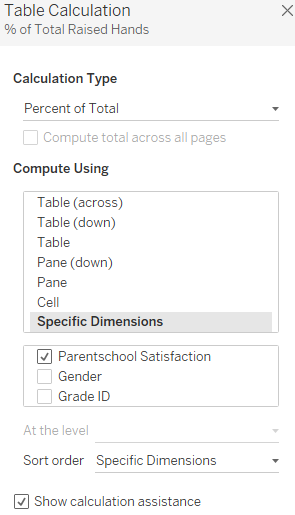 Table Calculation
% of Total Raised Hands
Calculation Type
Percent of Total
Compute total across all pages
Compute Using
Table (across)
Table (down)
Table
Pane (down)
Pane
Cell
Specific Dimensions
Parentschool Satisfaction
Gender
Grade ID
At the level
Sort order Specific Dimensions
Show calculation assistance